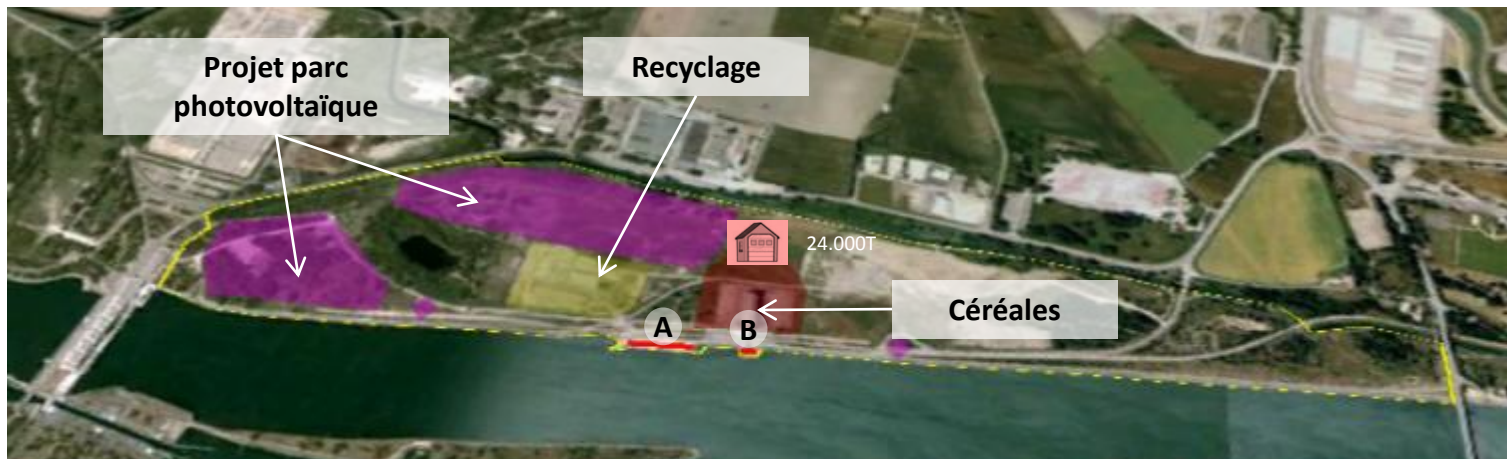 Projet parc
photovoltaïque
Recyclage
24.000T
Céréales
A
B